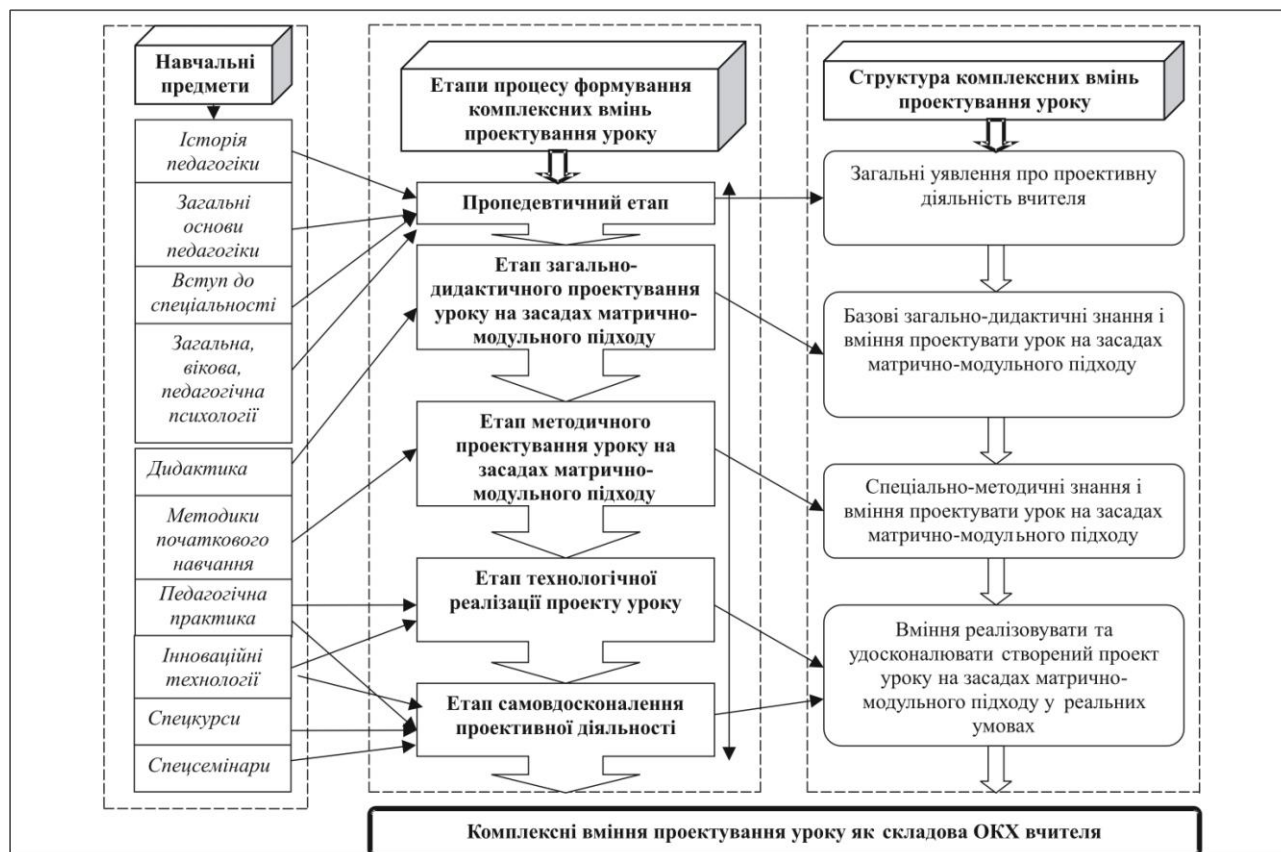 Навчальні
предмети
Історія
педагогіки
Загальні
основи
педагогіки
Вступ до
спеціальності
Загальна,
вікова,
педагогічна
психології
Дидактика
Методики
початкового
навчання
Педагогічна
практика
Інноваційні
технології
Спецкурси
Спецсемінари
Етапи процесу формування
комплексних вмінь
проектування уроку
Пропедевтичний етап
Етап загально-
дидактичного проектування
уроку на засадах матрично-
модульного підходу
Етап методичного
проектування уроку на
засадах матрично-
модульного підходу
Етап технологічної
реалізації проекту уроку
Етап самовдосконалення
проективної діяльності
Структура комплексних вмінь
проектування уроку
Загальні уявлення про проективну
діяльність вчителя
Базові загально-дидактичні знання і
вміння проектувати урок на засадах
матрично-модульного підходу
Спеціально-методичні знання і
вміння проектувати урок на засадах
матрично-модульного підходу
Вміння реалізовувати та
удосконалювати створений проект
уроку на засадах матрично-
модульного підходу у реальних
умовах
Комплексні вміння проектування уроку як складова ОКХ вчителя